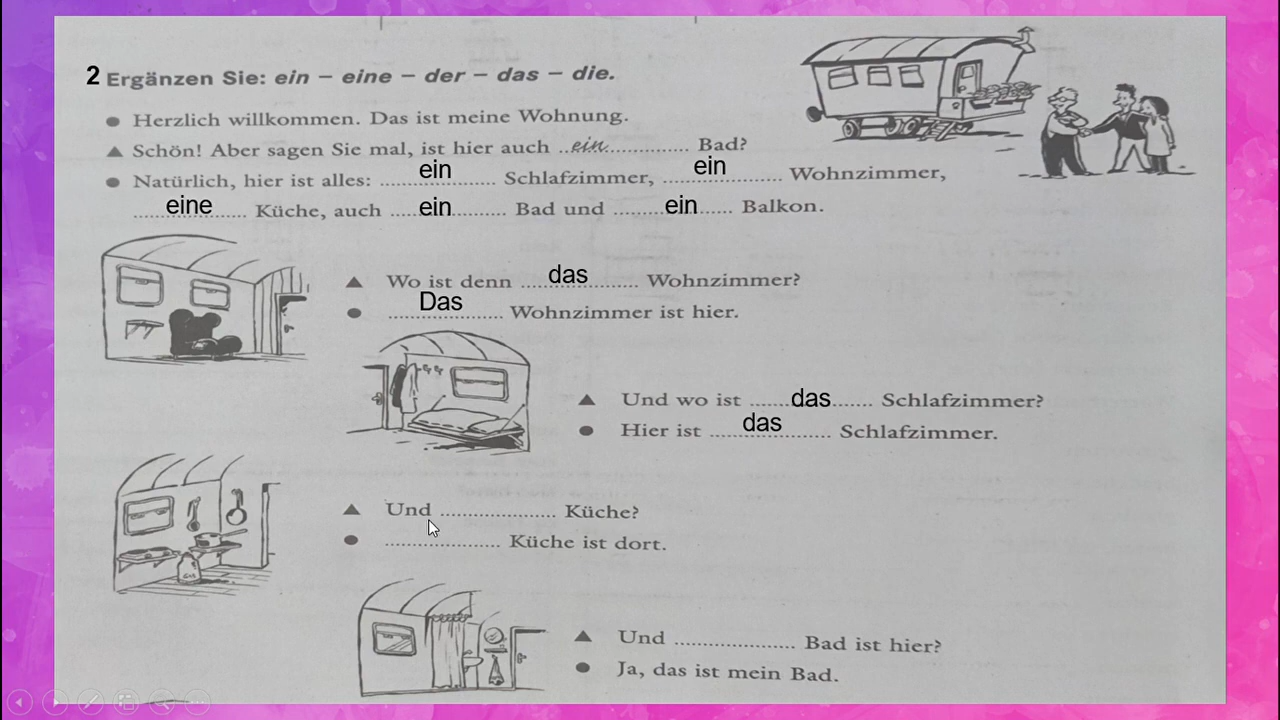 2 Ergänzen Sie: ein – eine – der – das – die.
● Herzlich willkommen. Das ist meine Wohnung.
▲ Schön! Aber sagen Sie mal, ist hier auch ..ein................ Bad?
● Natürlich, hier ist alles: ........ein........ Schlafzimmer, ........ein........ Wohnzimmer,
......eine...... Küche, auch ......ein......... Bad und .........ein...... Balkon.
▲ Wo ist denn ......das............ Wohnzimmer?
● ......Das............ Wohnzimmer ist hier.
▲ Und wo ist .......das....... Schlafzimmer?
● Hier ist ......das............ Schlafzimmer.
▲ Und .................... Küche?
● .................... Küche ist dort.
▲ Und .................... Bad ist hier?
● Ja, das ist mein Bad.